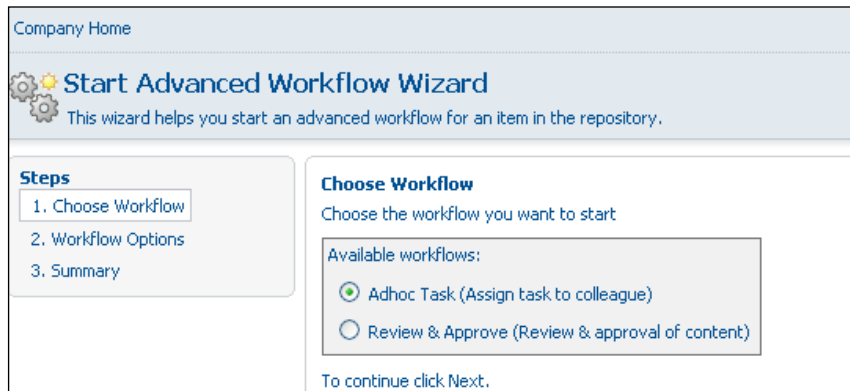 Company Home
Start Advanced Workflow Wizard
This wizard helps you start an advanced workflow for an item in the repository.
Steps
1. Choose Workflow
2. Workflow Options
3. Summary
Choose Workflow
Choose the workflow you want to start
Available workflows:
Adhoc Task (Assign task to colleague)
Review & Approve (Review & approval of content)
To continue click Next.